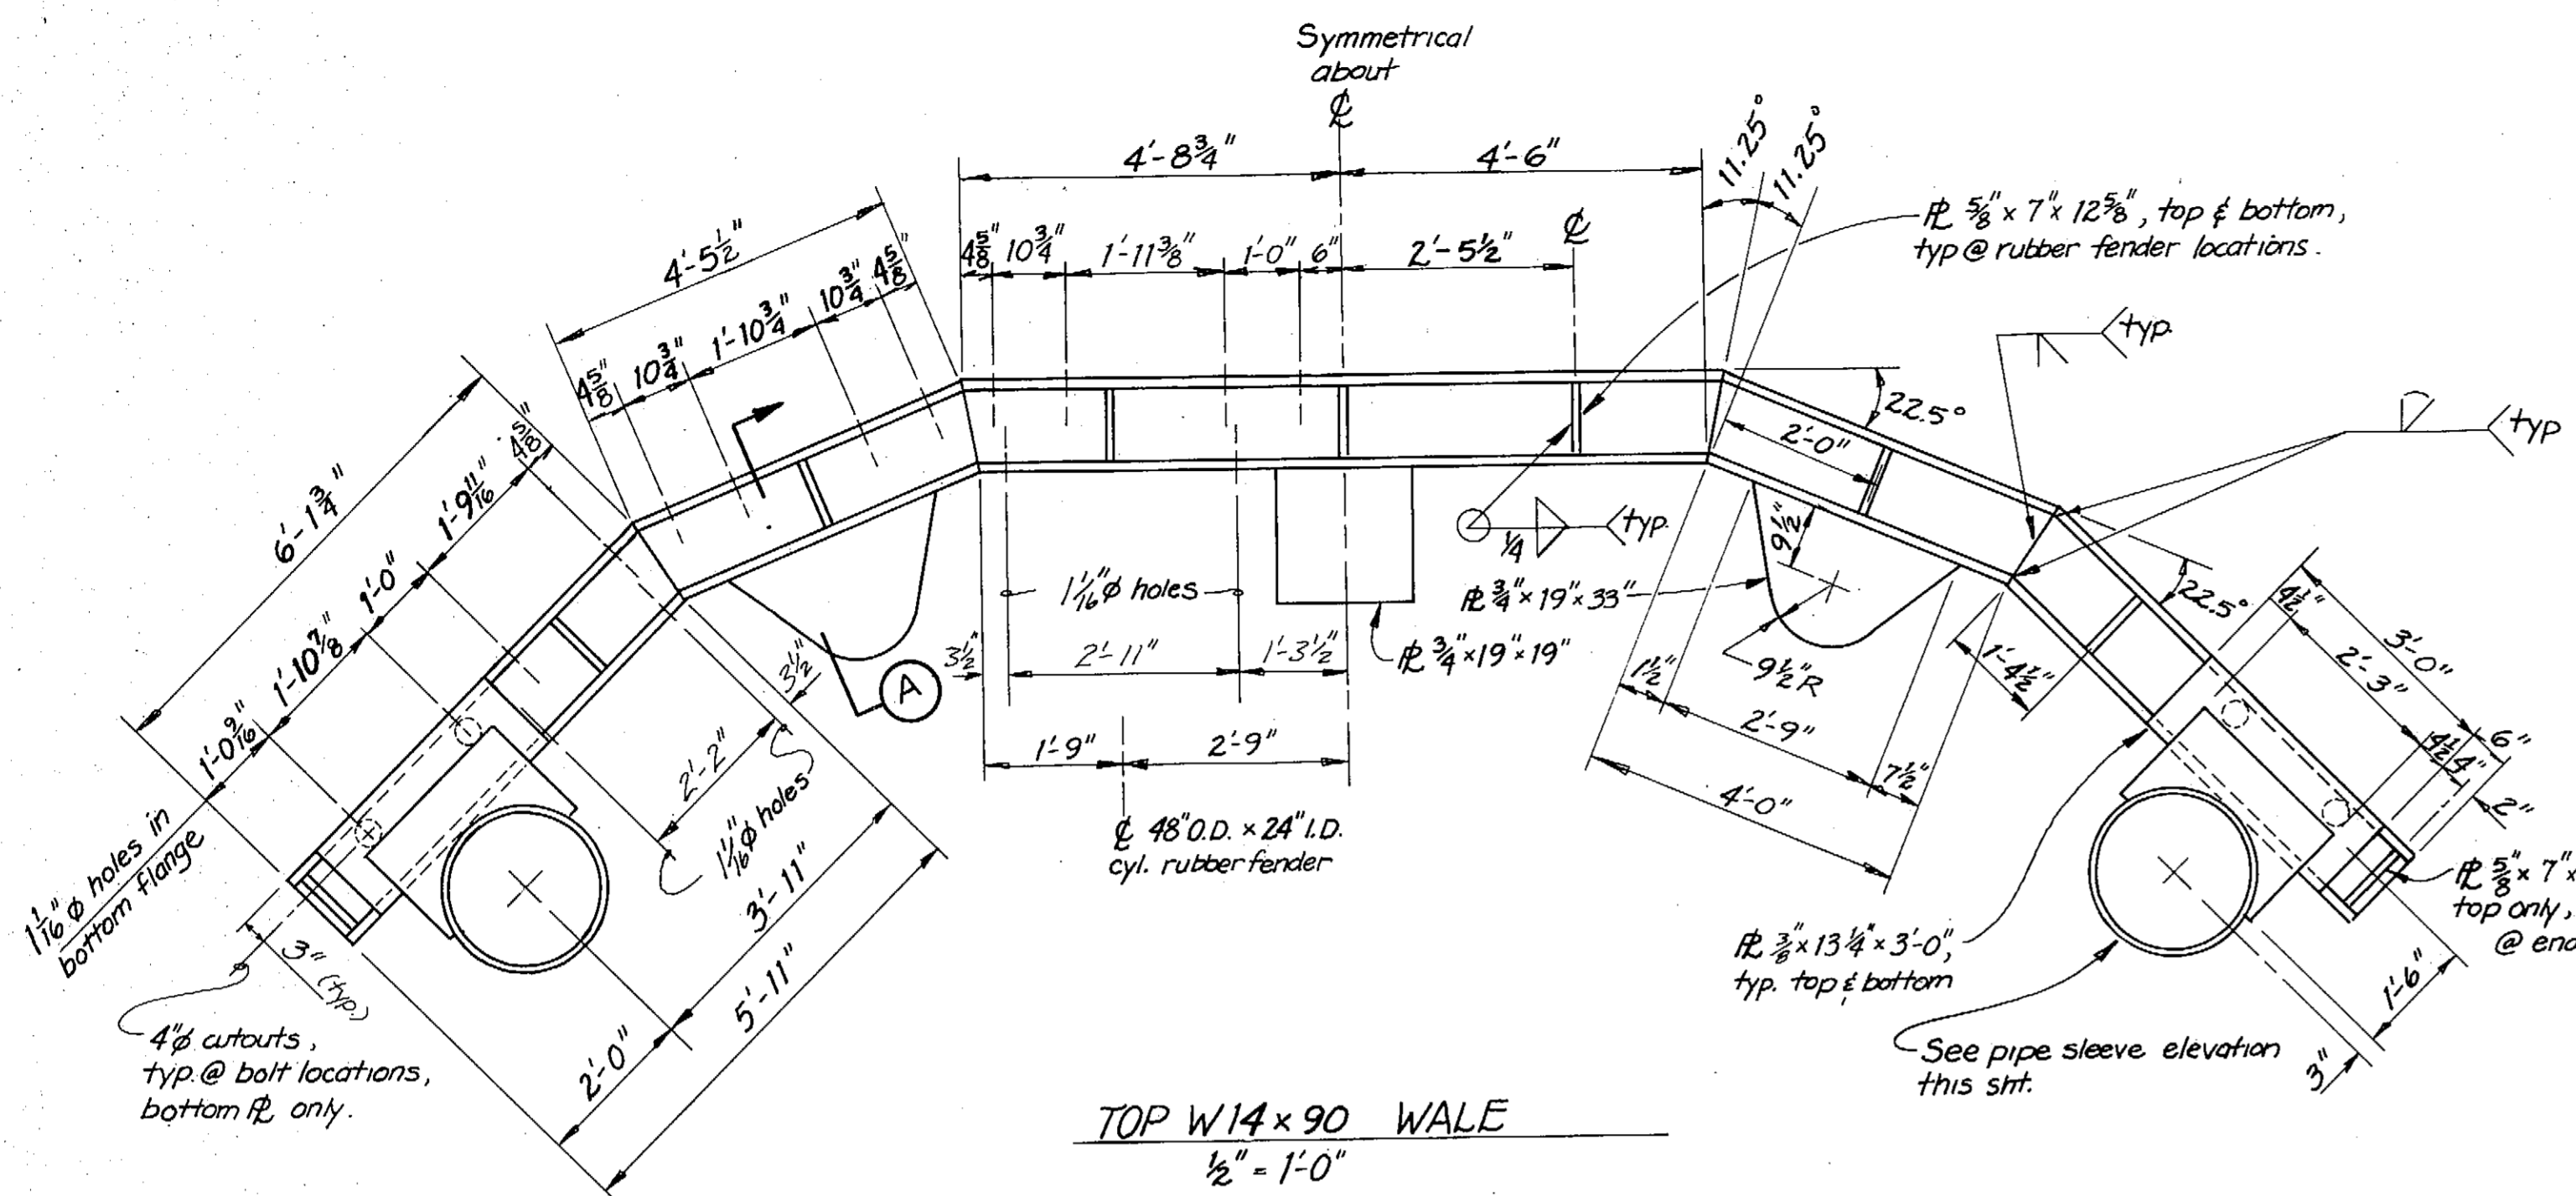 Symmetrical
about
℄
4'-8¾"
4'-6"
11.25°
11.25°
4⅝"
10¾"
1'-11⅜"
1'-0"
6"
2'-5½"
℄
PL ⅝" x 7" x 12⅝", top & bottom,
typ @ rubber fender locations.
4'-5½"
4⅝"
10¾"
1'-10¾"
10¾"
4⅝"
typ.
22.5°
typ
2'-0"
6'-1¾"
1'-0 9/16"
1'-10⅞"
1'-0"
1'-9 11/16"
4⅝"
¼
typ.
9½"
PL ¾" x 19" x 33"
1 1/16" ϕ holes
PL ¾" x 19" x 19"
9½" R
22.5°
3½"
2'-11"
1'-3½"
3½"
A
1'-9"
2'-9"
℄ 48" O.D. x 24" I.D.
cyl. rubber fender
1½"
2'-9"
7½"
4'-0"
1'-4½"
4½"
3'-0"
2'-3"
4½"
4"
6"
2"
PL ⅝" x 7" x
top only,
@ end
1 1/16" ϕ holes in
bottom flange
2'-2"
1 1/16" ϕ holes
3'-11"
5'-11"
2'-0"
3" (typ.)
4" ϕ cutouts,
typ. @ bolt locations,
bottom PL only.
PL ⅜" x 13¼" x 3'-0",
typ. top & bottom
See pipe sleeve elevation
this sht.
1'-6"
3"
TOP W14 x 90 WALE
½" = 1'-0"